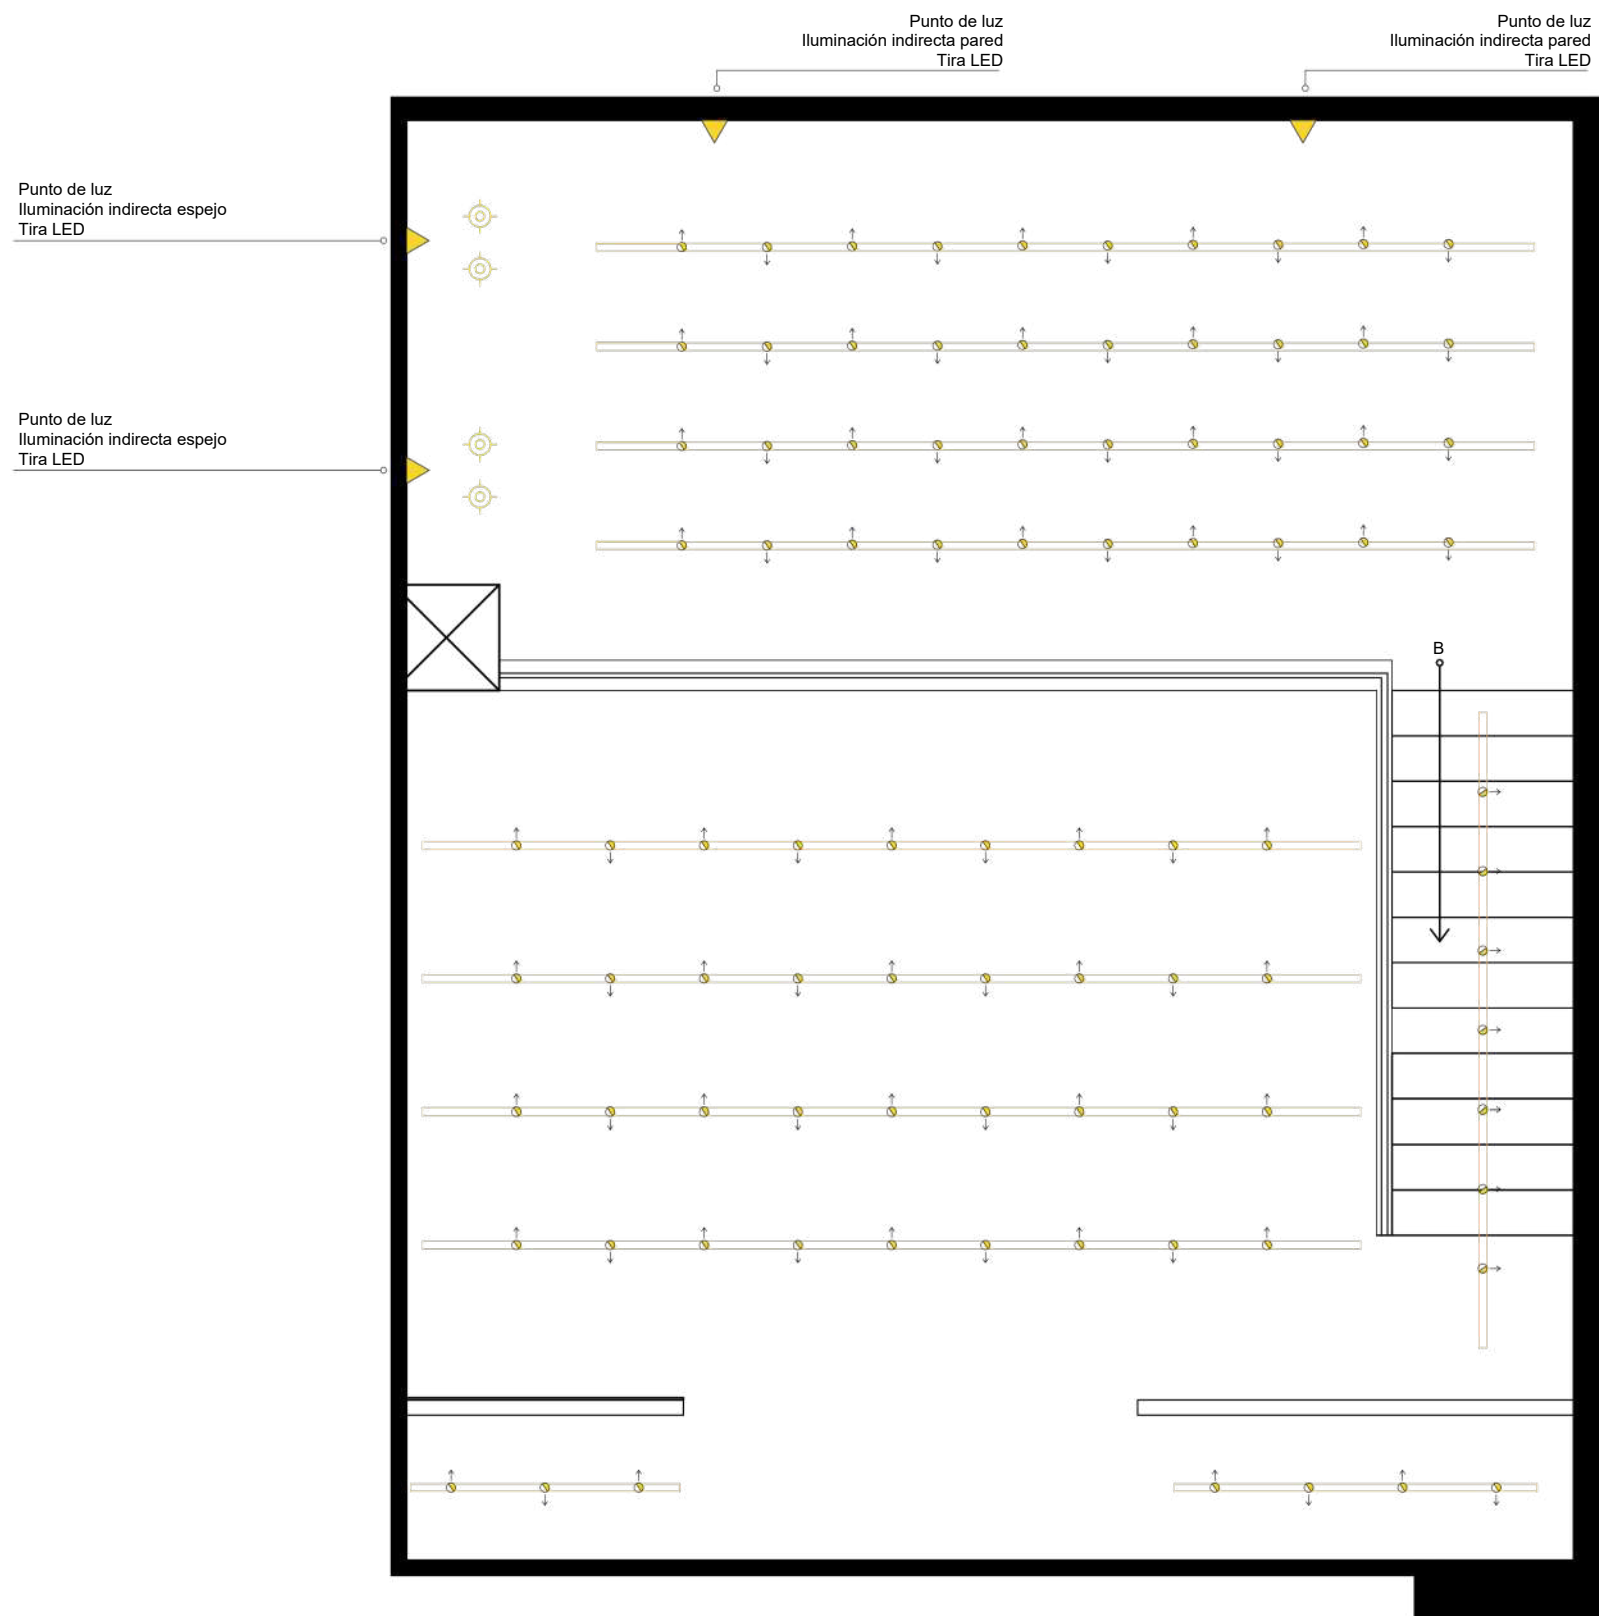 Punto de luz
Iluminación indirecta pared
Tira LED
Punto de luz
Iluminación indirecta pared
Tira LED
Punto de luz
Iluminación indirecta espejo
Tira LED
Punto de luz
Iluminación indirecta espejo
Tira LED
B